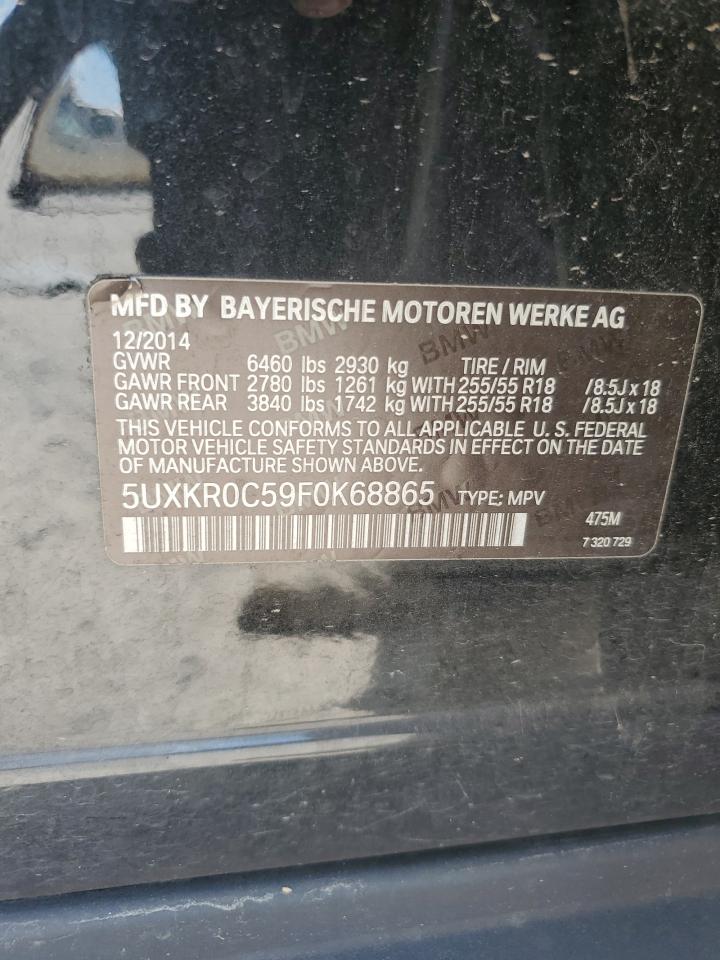 MFD BY BAYERISCHE MOTOREN WERKE AG
12/2014
GVWR 6460 lbs 2930 kg TIRE / RIM
GAWR FRONT 2780 lbs 1261 kg WITH 255/55 R18 /8.5J x 18
GAWR REAR 3840 lbs 1742 kg WITH 255/55 R18 /8.5J x 18
THIS VEHICLE CONFORMS TO ALL APPLICABLE U. S. FEDERAL
MOTOR VEHICLE SAFETY STANDARDS IN EFFECT ON THE DATE
OF MANUFACTURE SHOWN ABOVE.
5UXKR0C59F0K68865 TYPE: MPV
475M
7 320 729